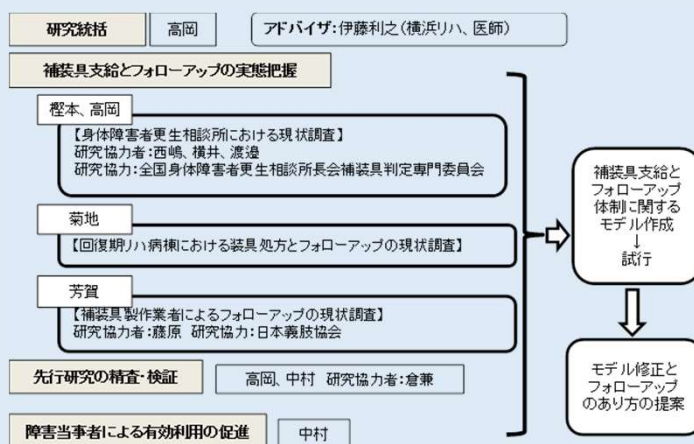 研究統括
高岡
アドバイザ:伊藤利之(横浜リハ、医師)
補装具支給とフォローアップの実態把握
樫本、高岡
【身体障害者更生相談所における現状調査】
研究協力者:西嶋、横井、渡邉
研究協力:全国身体障害者更生相談所長会補装具判定専門委員会
菊地
【回復期リハ病棟における装具処方とフォローアップの現状調査】
芳賀
【補装具製作業者によるフォローアップの現状調査】
研究協力者:藤原 研究協力:日本義肢協会
先行研究の精査・検証
高岡、中村 研究協力者:倉兼
障害当事者による有効利用の促進
中村
補装具支給と
フォローアップ
体制に関する
モデル作成
↓
試行
モデル修正と
フォローアップ
のあり方の提案